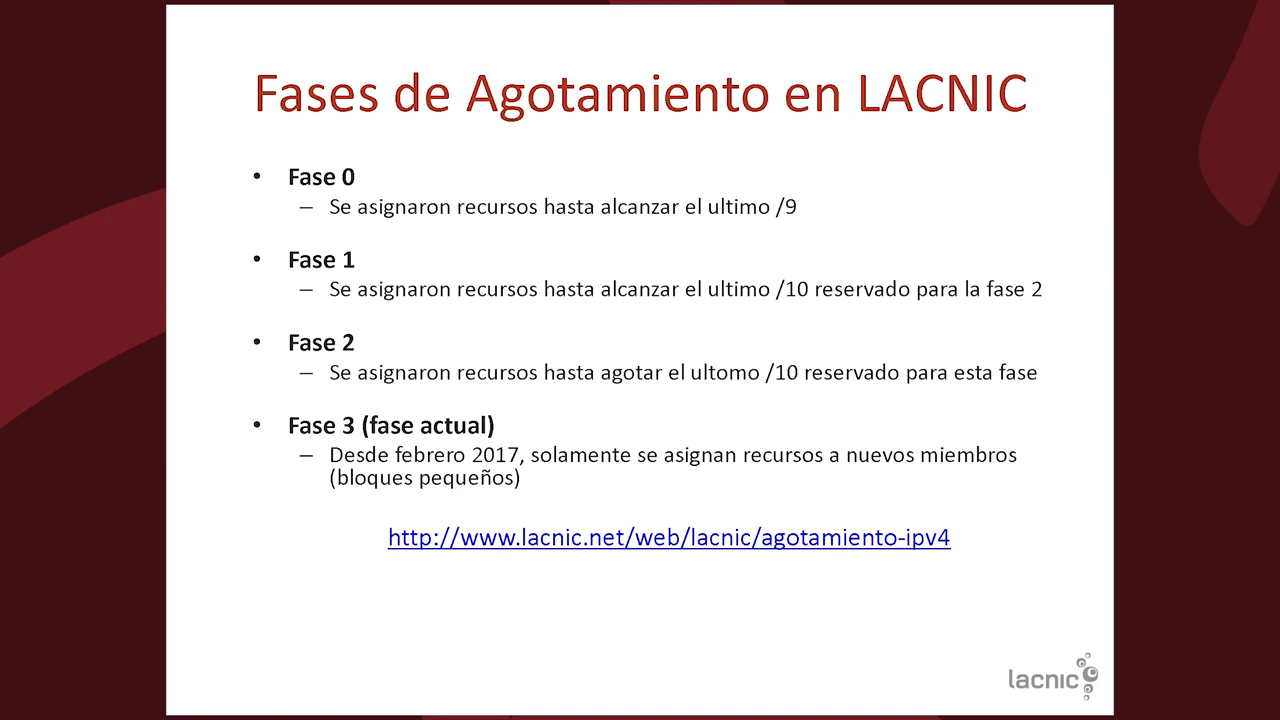 Fases de Agotamiento en LACNIC
• Fase 0
– Se asignaron recursos hasta alcanzar el ultimo /9
• Fase 1
– Se asignaron recursos hasta alcanzar el ultimo /10 reservado para la fase 2
• Fase 2
– Se asignaron recursos hasta agotar el ultomo /10 reservado para esta fase
• Fase 3 (fase actual)
– Desde febrero 2017, solamente se asignan recursos a nuevos miembros
(bloques pequeños)
http://www.lacnic.net/web/lacnic/agotamiento-ipv4
lacnic